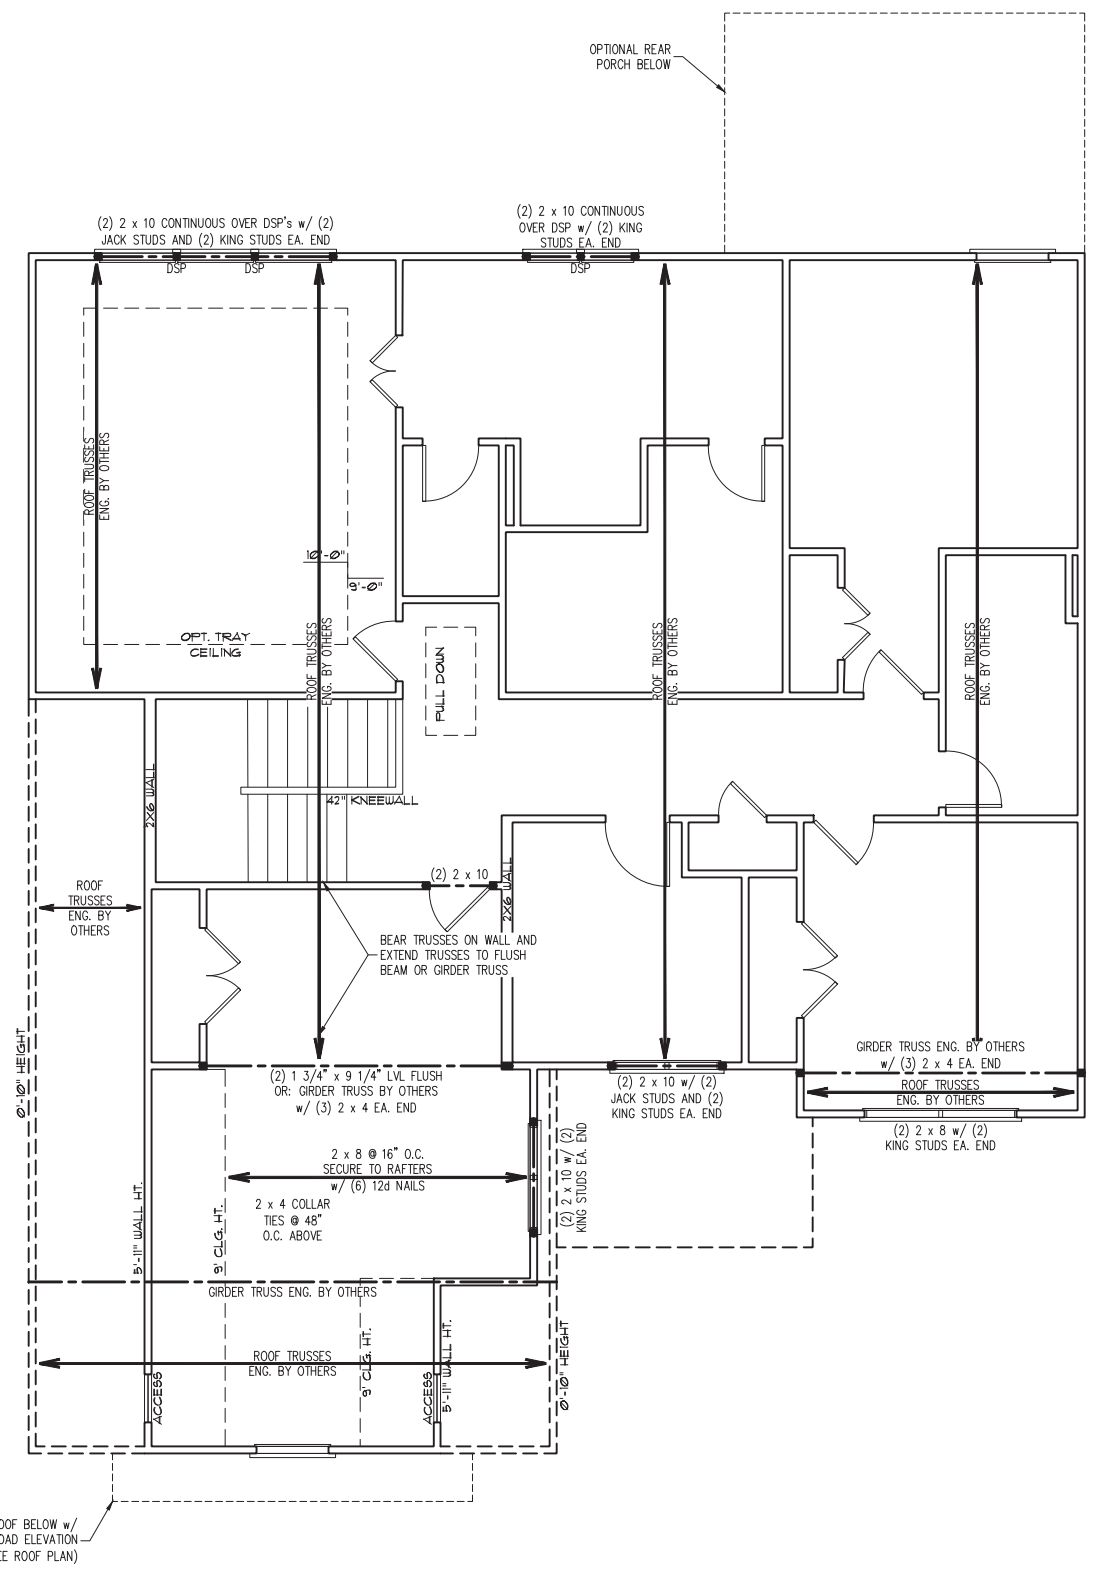 OPTIONAL REAR
PORCH BELOW
(2) 2 x 10 CONTINUOUS OVER DSP's w/ (2)
JACK STUDS AND (2) KING STUDS EA. END
(2) 2 x 10 CONTINUOUS
OVER DSP w/ (2) KING
STUDS EA. END
DSP
DSP
DSP
ROOF TRUSSES
ENG. BY OTHERS
10'-0"
9'-0"
OPT. TRAY
CEILING
ROOF TRUSSES
ENG. BY OTHERS
PULL DOWN
ROOF TRUSSES
ENG. BY OTHERS
ROOF TRUSSES
ENG. BY OTHERS
2X6 WALL
42" KNEEWALL
(2) 2 x 10
2X6 WALL
ROOF
TRUSSES
ENG. BY
OTHERS
BEAR TRUSSES ON WALL AND
EXTEND TRUSSES TO FLUSH
BEAM OR GIRDER TRUSS
0'-10" HEIGHT
GIRDER TRUSS ENG. BY OTHERS
w/ (3) 2 x 4 EA. END
ROOF TRUSSES
ENG. BY OTHERS
(2) 2 x 8 w/ (2)
KING STUDS EA. END
(2) 1 3/4" x 9 1/4" LVL FLUSH
OR: GIRDER TRUSS BY OTHERS
w/ (3) 2 x 4 EA. END
(2) 2 x 10 w/ (2)
JACK STUDS AND (2)
KING STUDS EA. END
(2) 2 x 10 w/ (2)
KING STUDS EA. END
2 x 8 @ 16" O.C.
SECURE TO RAFTERS
w/ (6) 12d NAILS
2 x 4 COLLAR
TIES @ 48"
O.C. ABOVE
5'-11" WALL HT.
9' CLG. HT.
GIRDER TRUSS ENG. BY OTHERS
ROOF TRUSSES
ENG. BY OTHERS
9' CLG. HT.
5'-11" WALL HT.
0'-10" HEIGHT
ACCESS
ACCESS
OOF BELOW w/
OAD ELEVATION
EE ROOF PLAN)